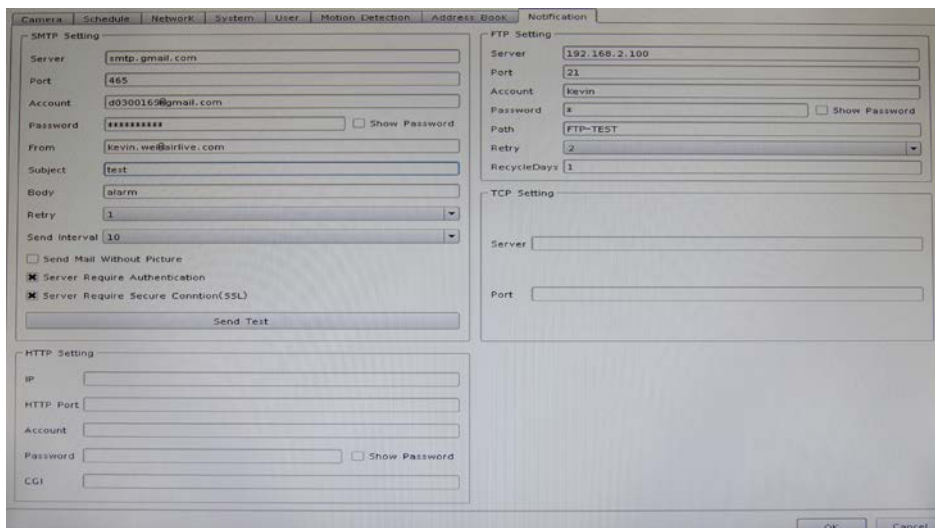 Camera Schedule Network System User Motion Detection Address Book Notification
SMTP Setting
Server smtp.gmail.com
Port 465
Account d0300169@gmail.com
Password ********** Show Password
From kevin.wei@airlive.com
Subject test
Body alarm
Retry 1
Send Interval 10
Send Mail Without Picture
Server Require Authentication
Server Require Secure Conntion(SSL)
Send Test
HTTP Setting
IP
HTTP Port
Account
Password Show Password
CGI
FTP Setting
Server 192.168.2.100
Port 21
Account kevin
Password * Show Password
Path FTP-TEST
Retry 2
RecycleDays 1
TCP Setting
Server
Port
OK Cancel